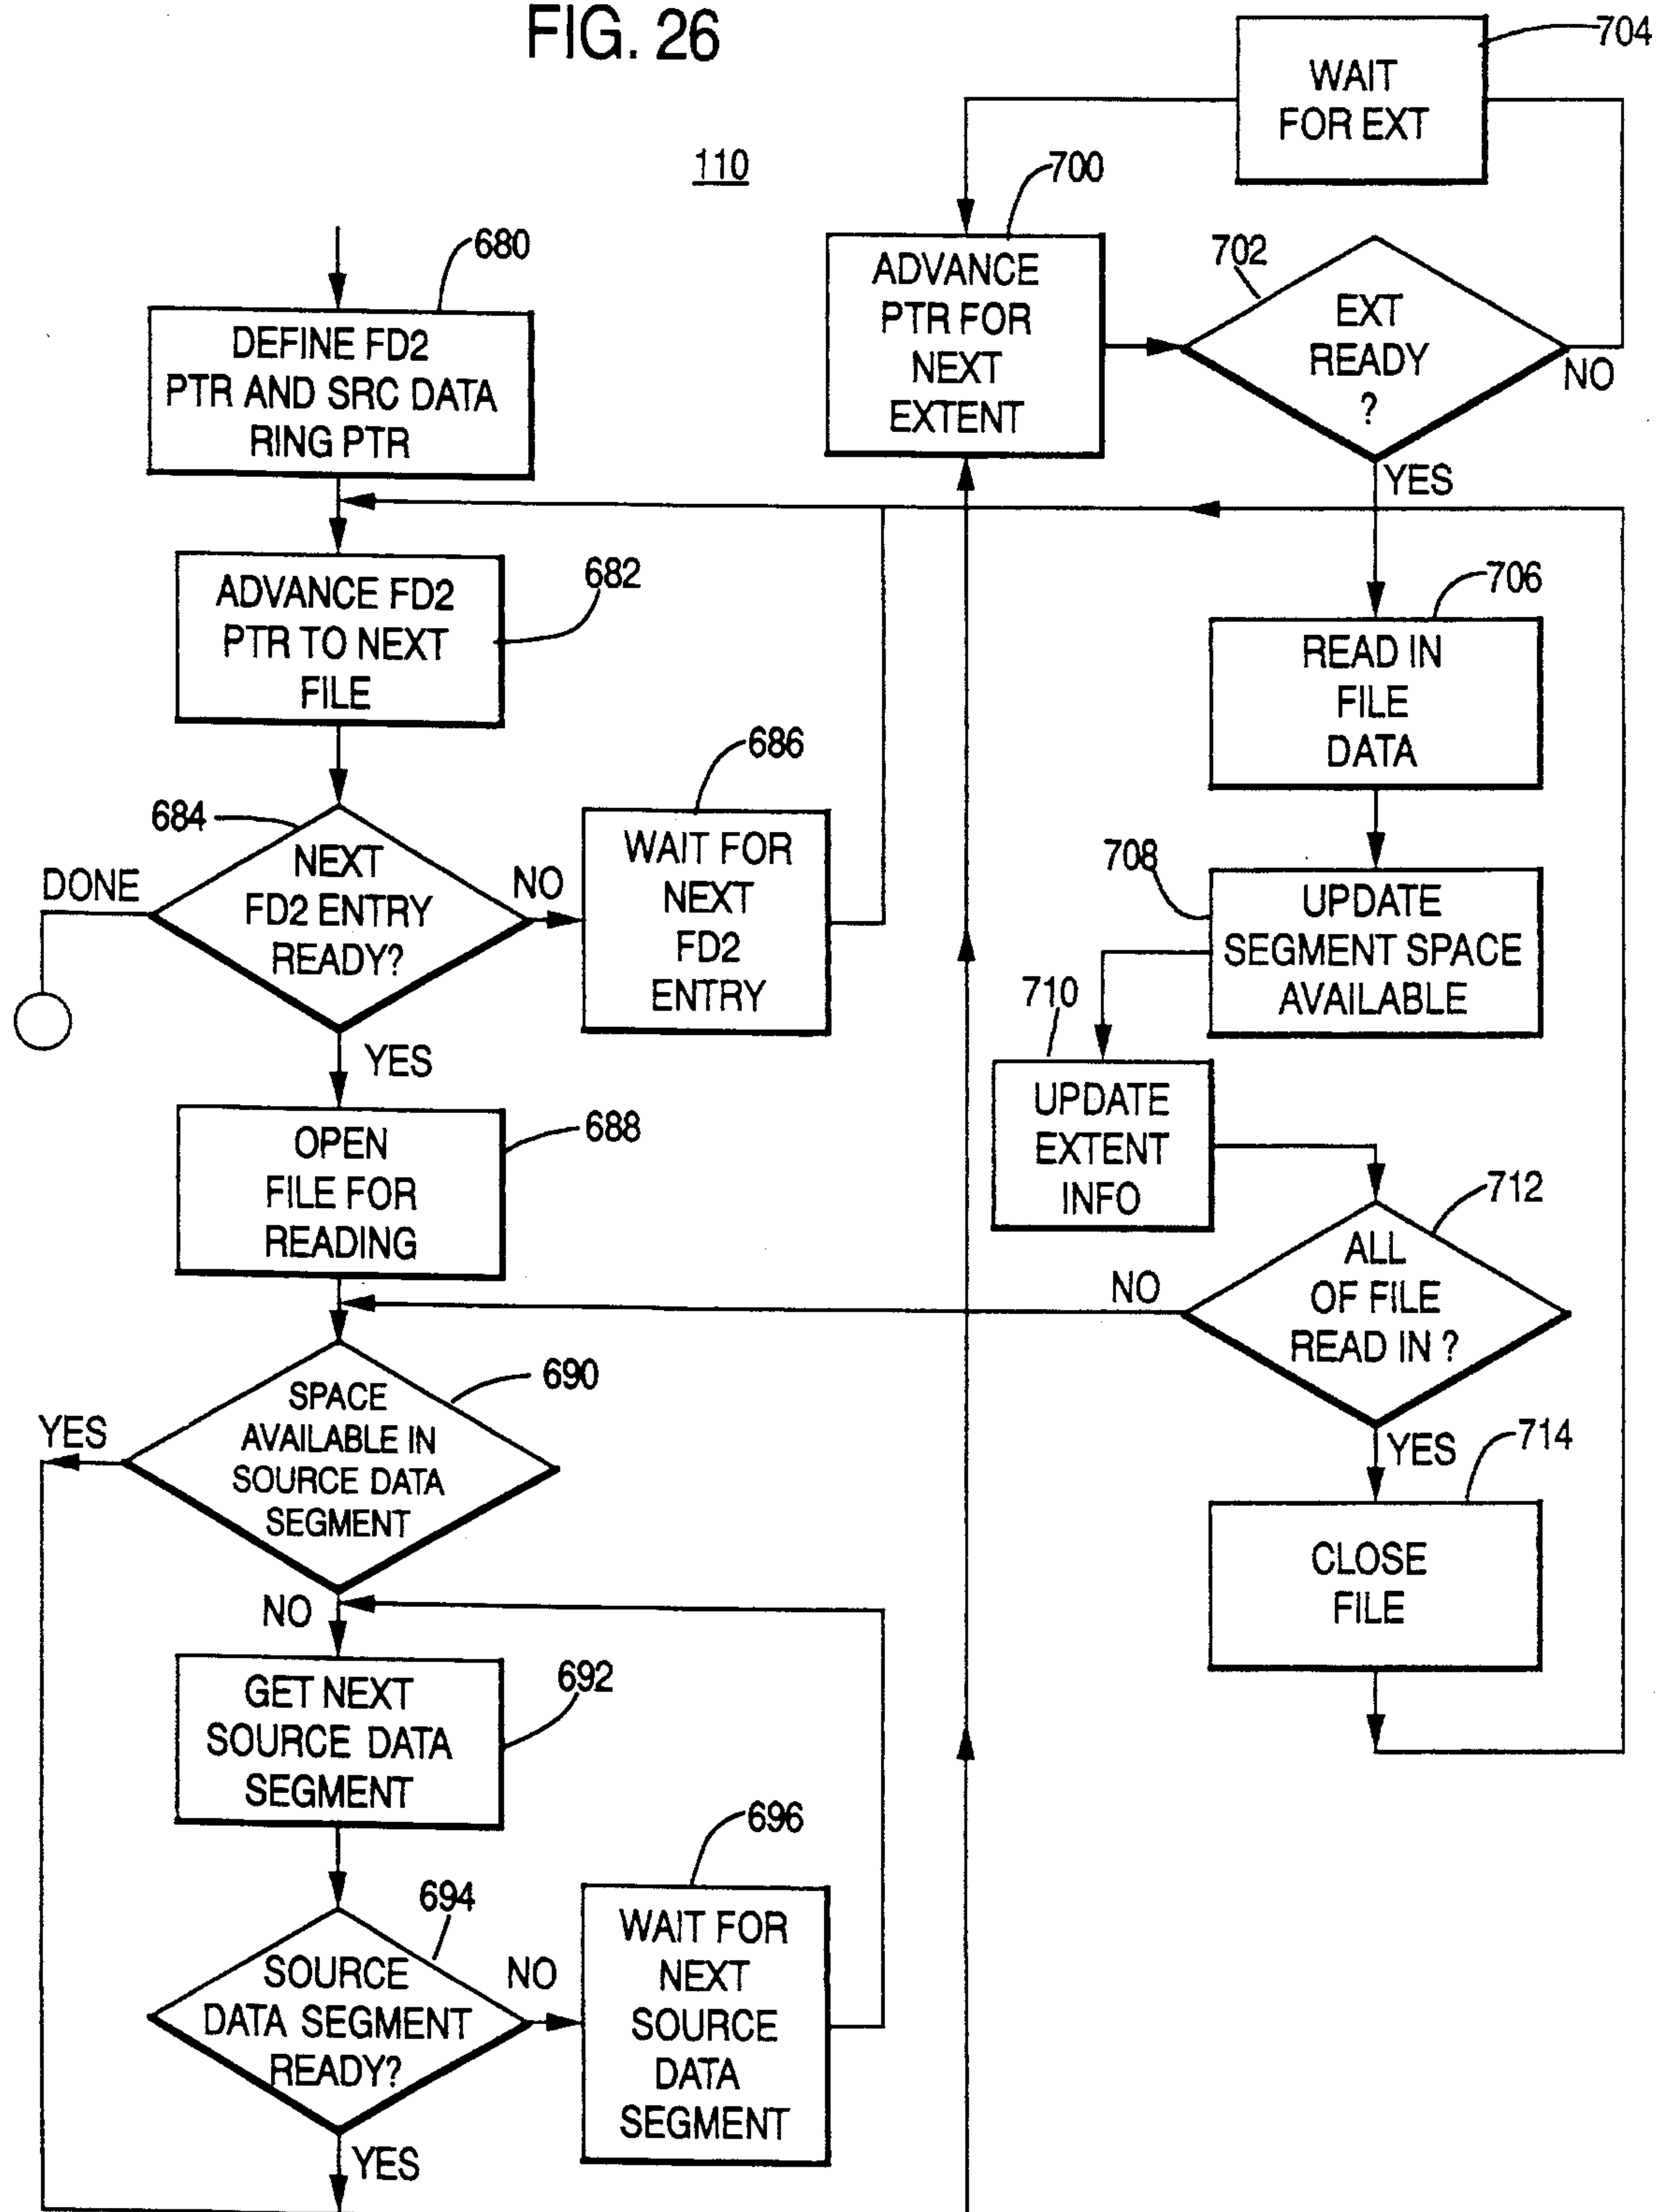 FIG. 26
110
680
DEFINE FD2
PTR AND SRC DATA
RING PTR
682
ADVANCE FD2
PTR TO NEXT
FILE
684
NEXT
FD2 ENTRY
READY?
DONE
NO
YES
686
WAIT FOR
NEXT
FD2
ENTRY
688
OPEN
FILE FOR
READING
690
SPACE
AVAILABLE IN
SOURCE DATA
SEGMENT
YES
NO
692
GET NEXT
SOURCE DATA
SEGMENT
694
SOURCE
DATA SEGMENT
READY?
NO
YES
696
WAIT FOR
NEXT
SOURCE
DATA
SEGMENT
700
ADVANCE
PTR FOR
NEXT
EXTENT
702
EXT
READY
?
NO
YES
704
WAIT
FOR EXT
706
READ IN
FILE
DATA
708
UPDATE
SEGMENT SPACE
AVAILABLE
710
UPDATE
EXTENT
INFO
712
ALL
OF FILE
READ IN ?
NO
YES
714
CLOSE
FILE